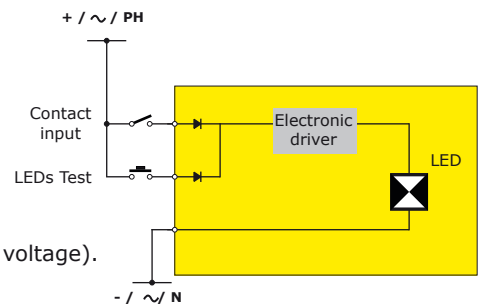 + / ~ / PH
Contact
input
Electronic
driver
LED
LEDs Test
voltage).
- / ~ / N